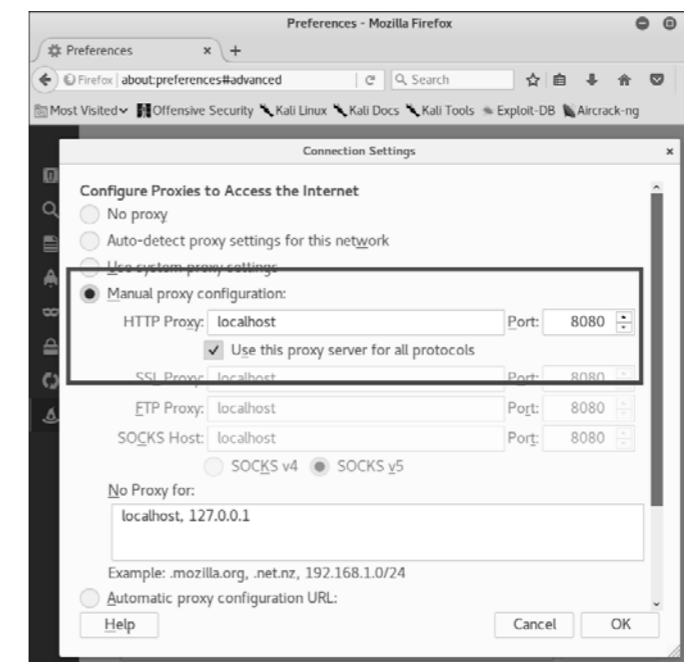 Preferences - Mozilla Firefox
Preferences × +
Firefox about:preferences#advanced Search
Most Visited Offensive Security Kali Linux Kali Docs Kali Tools Exploit-DB Aircrack-ng
Connection Settings ×
Configure Proxies to Access the Internet
No proxy
Auto-detect proxy settings for this network
Use system proxy settings
Manual proxy configuration:
HTTP Proxy: localhost Port: 8080
Use this proxy server for all protocols
SSL Proxy: localhost Port: 8080
FTP Proxy: localhost Port: 8080
SOCKS Host: localhost Port: 8080
SOCKS v4 SOCKS v5
No Proxy for:
localhost, 127.0.0.1
Example: .mozilla.org, .net.nz, 192.168.1.0/24
Automatic proxy configuration URL:
Help Cancel OK